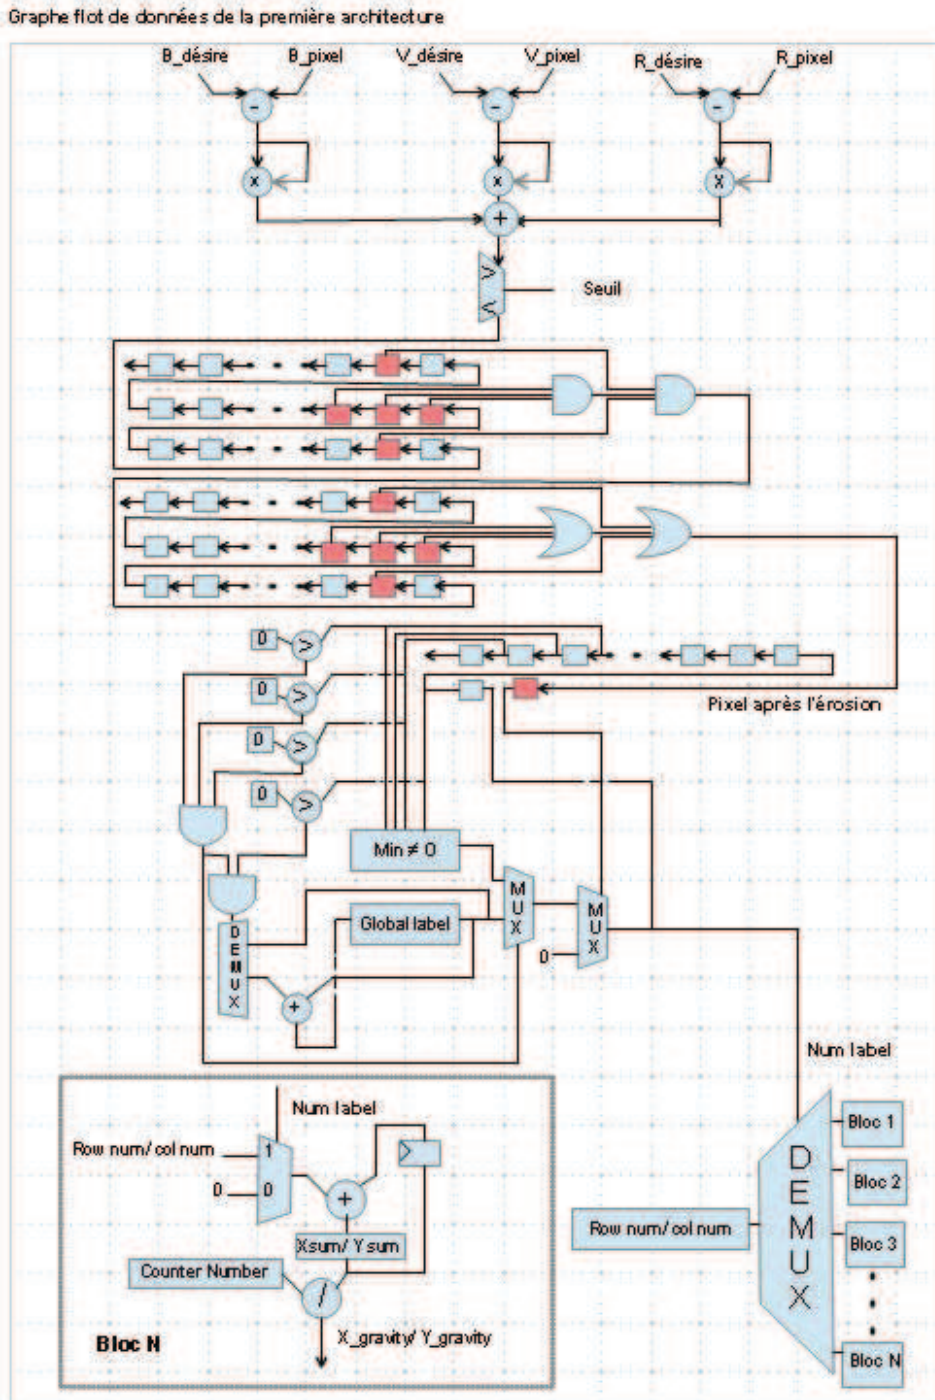 Graphe flot de données de la première architecture
B_désire B_pixel V_désire V_pixel R_désire R_pixel
- - -
x x x
+
> <
Seuil
0 >
0 >
0 >
0 >
Pixel après l'érosion
Min ≠ 0
MUX
MUX
Global label
DEMUX
0
+
Num label
Num label
Row num/ col num
1
0
0
+
Xsum/ Ysum
Counter Number
/
X_gravity/ Y_gravity
Bloc N
Row num/ col num
DEMUX
Bloc 1
Bloc 2
Bloc 3
Bloc N